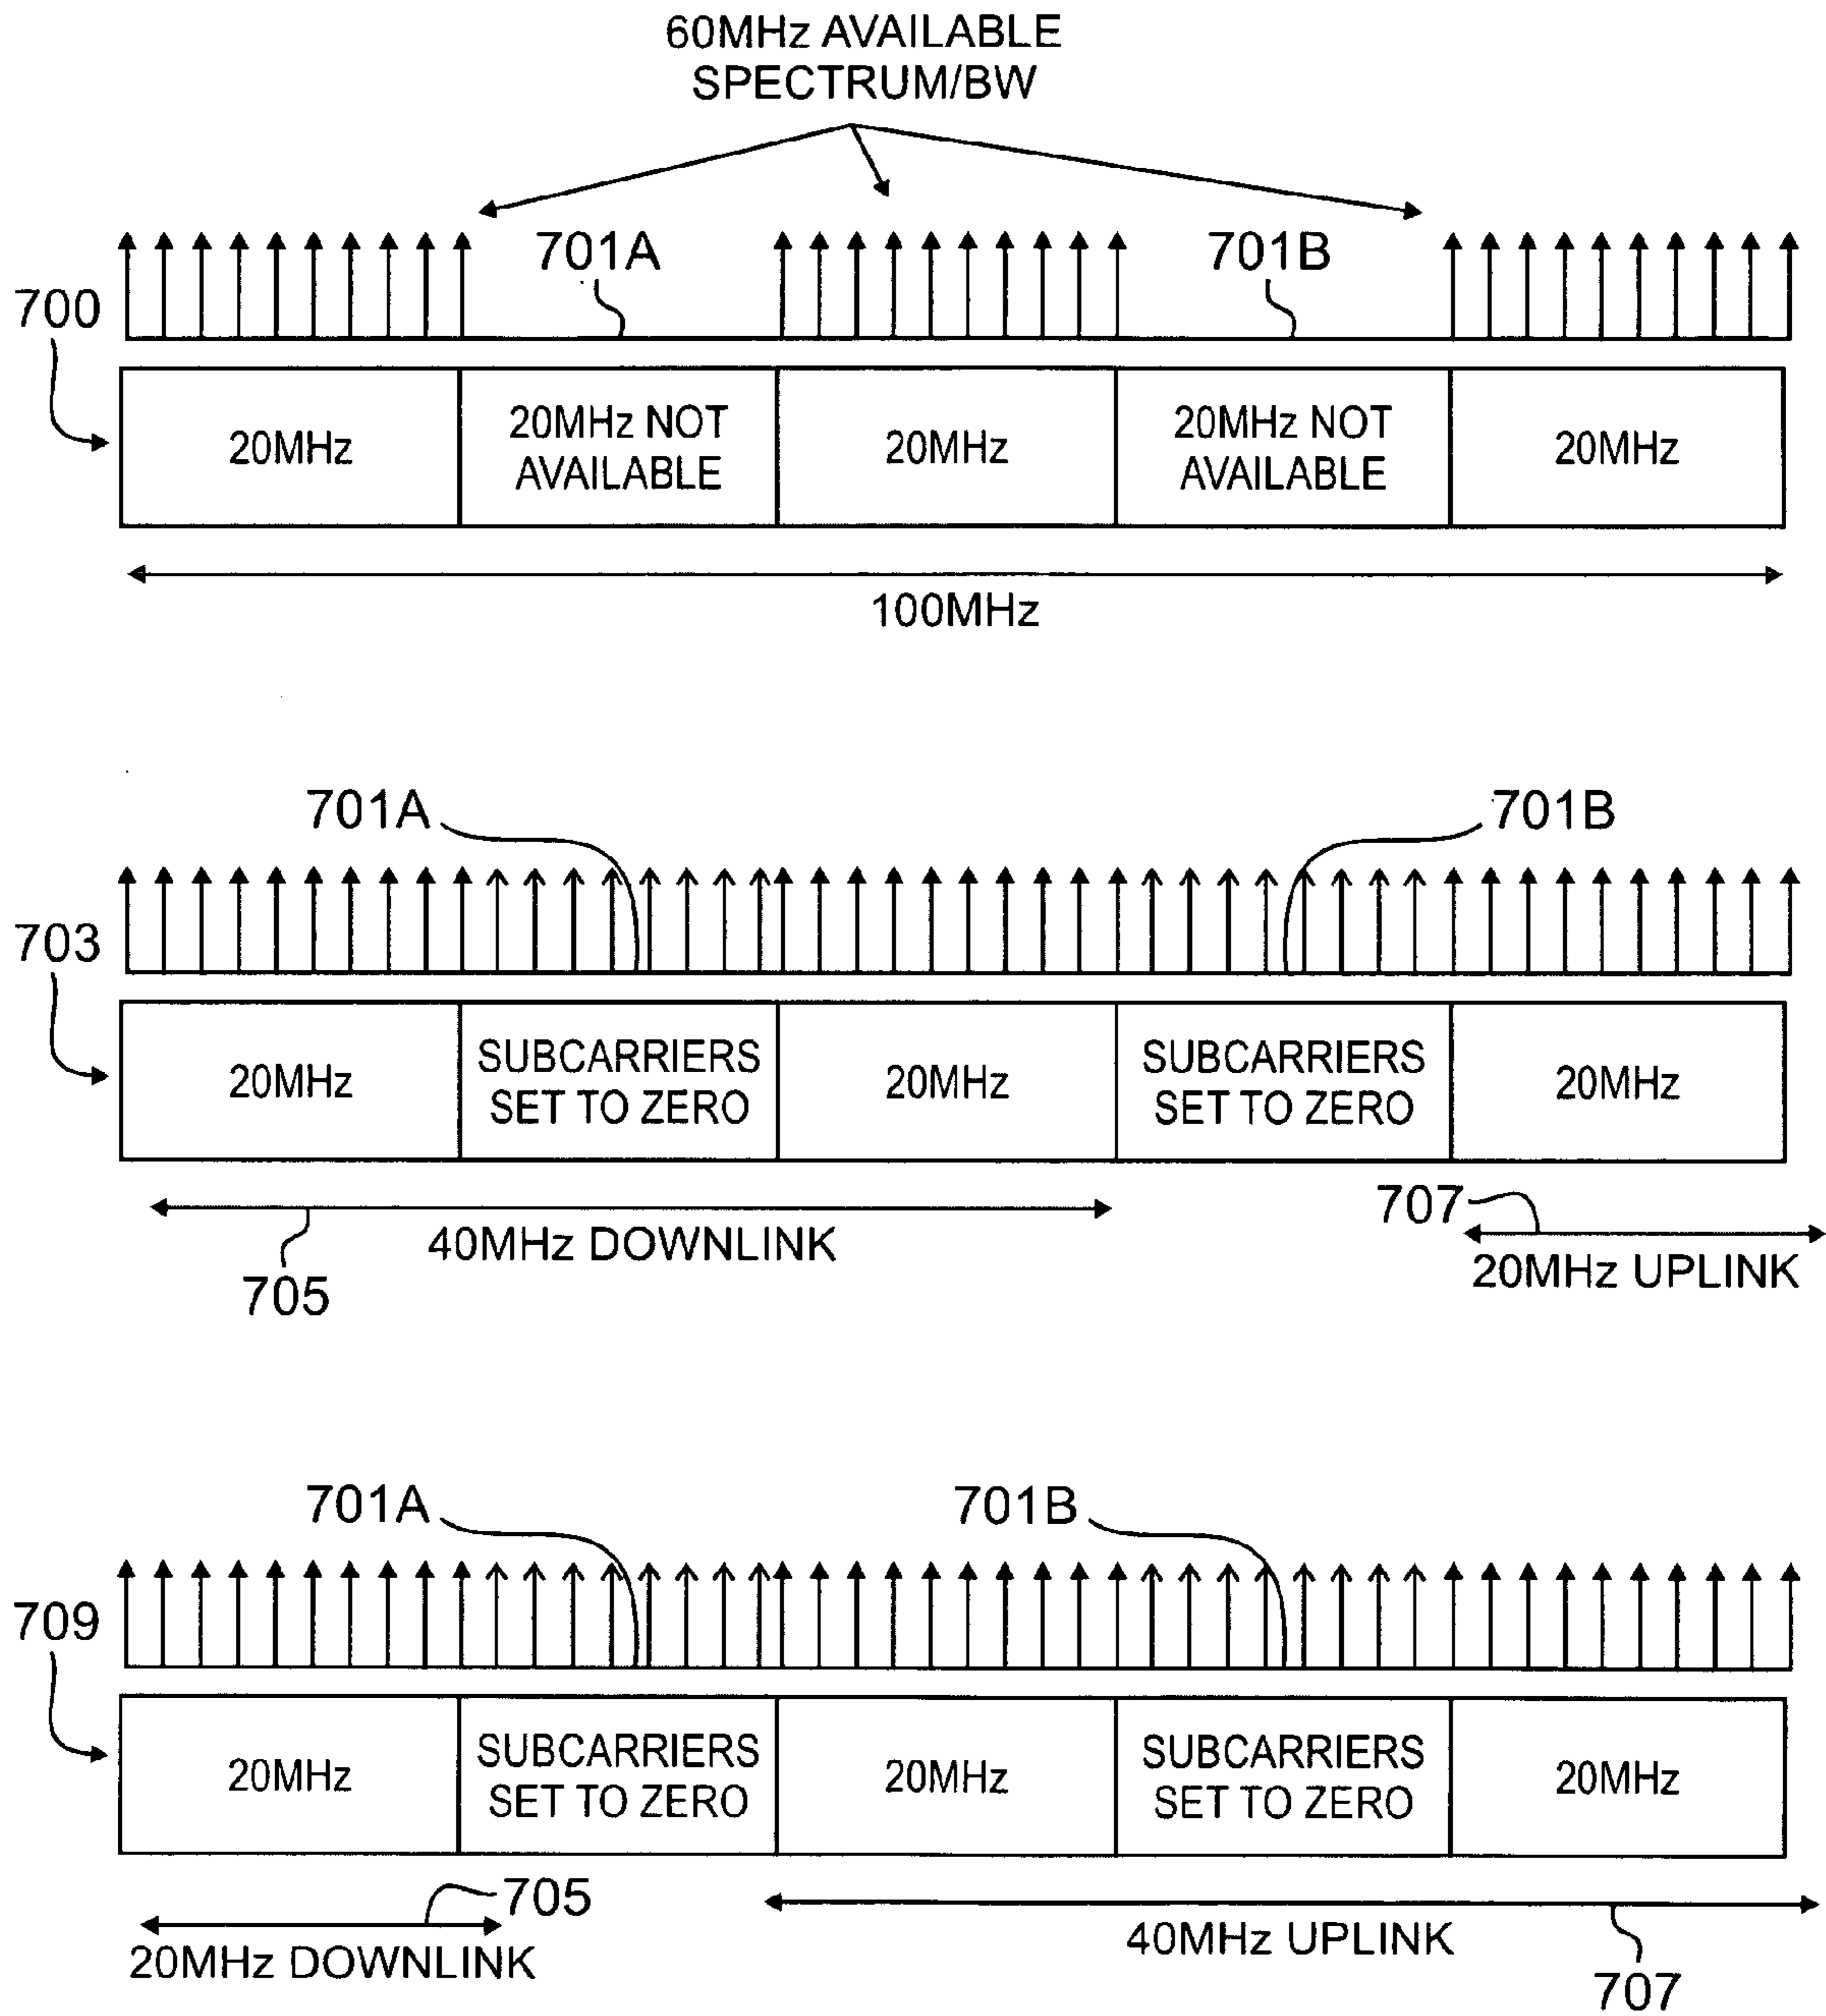 60MHz AVAILABLE
SPECTRUM/BW
701A
701B
700
20MHz
20MHz NOT
AVAILABLE
20MHz
20MHz NOT
AVAILABLE
20MHz
100MHz
701A
701B
703
20MHz
SUBCARRIERS
SET TO ZERO
20MHz
SUBCARRIERS
SET TO ZERO
20MHz
705
40MHz DOWNLINK
707
20MHz UPLINK
701A
701B
709
20MHz
SUBCARRIERS
SET TO ZERO
20MHz
SUBCARRIERS
SET TO ZERO
20MHz
705
20MHz DOWNLINK
40MHz UPLINK
707